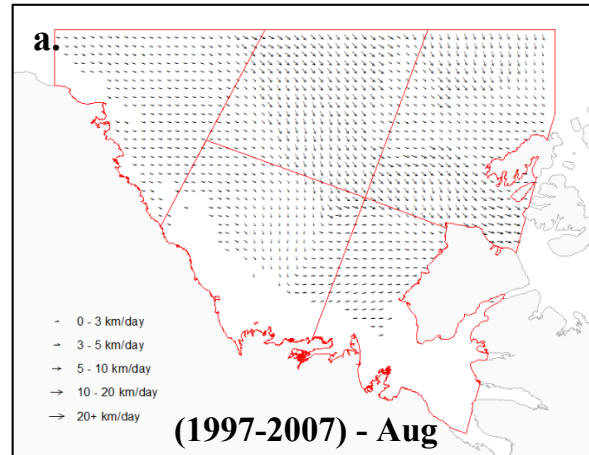 a.
0 - 3 km/day
3 - 5 km/day
5 - 10 km/day
10 - 20 km/day
20+ km/day
(1997-2007) - Aug